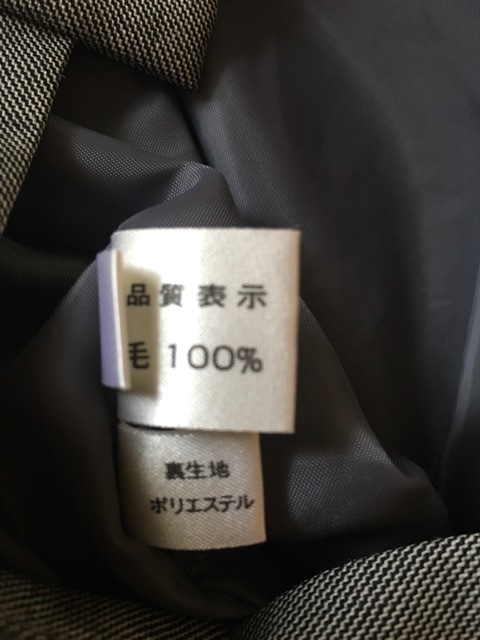 品質表示
毛 100%
裏生地
ポリエステル